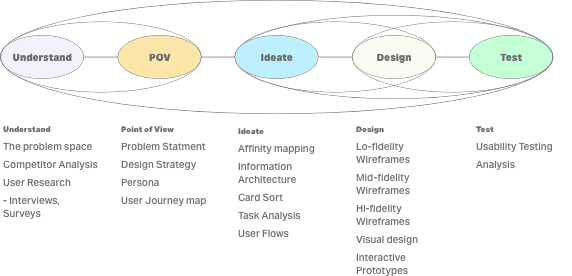 Understand
POV
Ideate
Design
Test
Understand
The problem space
Competitor Analysis
User Research
- Interviews,
Surveys
Point of View
Problem Statment
Design Strategy
Persona
User Journey map
Ideate
Affinity mapping
Information
Architecture
Card Sort
Task Analysis
User Flows
Design
Lo-fidelity
Wireframes
Mid-fidelity
Wireframes
Hi-fidelity
Wireframes
Visual design
Interactive
Prototypes
Test
Usability Testing
Analysis